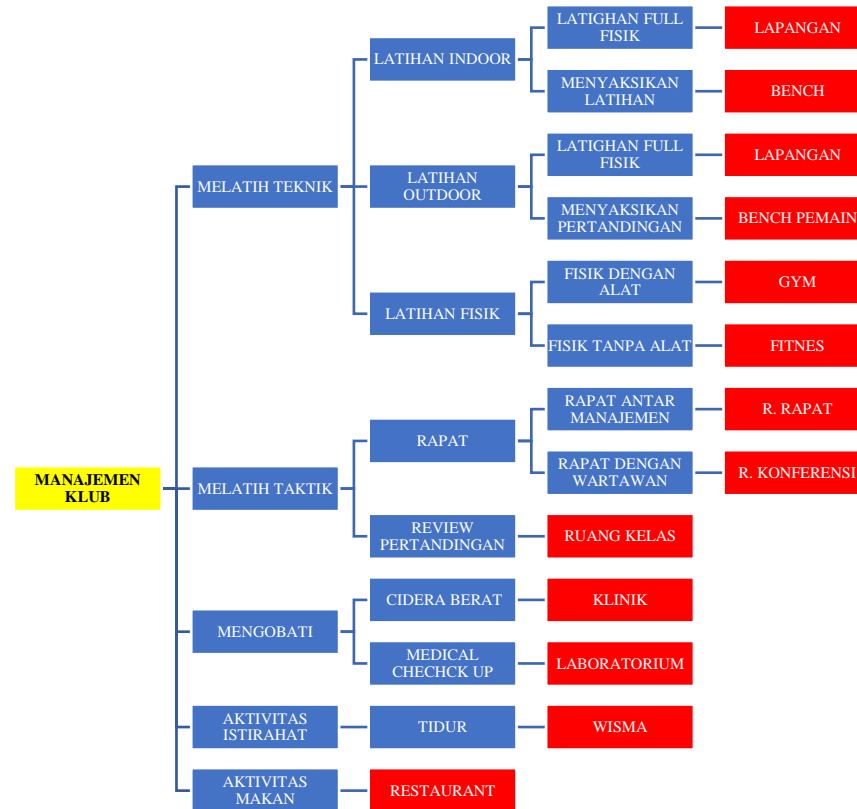 LATIGHAN FULL
FISIK
LAPANGAN
LATIHAN INDOOR
MENYAKSIKAN
LATIHAN
BENCH
MELATIH TEKNIK
LATIGHAN FULL
FISIK
LAPANGAN
LATIHAN
OUTDOOR
MENYAKSIKAN
PERTANDINGAN
BENCH PEMAIN
FISIK DENGAN
ALAT
GYM
LATIHAN FISIK
FISIK TANPA ALAT
FITNES
MANAJEMEN
KLUB
MELATIH TAKTIK
RAPAT
RAPAT ANTAR
MANAJEMEN
R. RAPAT
RAPAT DENGAN
WARTAWAN
R. KONFERENSI
REVIEW
PERTANDINGAN
RUANG KELAS
MENGOBATI
CIDERA BERAT
KLINIK
MEDICAL
CHECHCK UP
LABORATORIUM
AKTIVITAS
ISTIRAHAT
TIDUR
WISMA
AKTIVITAS
MAKAN
RESTAURANT